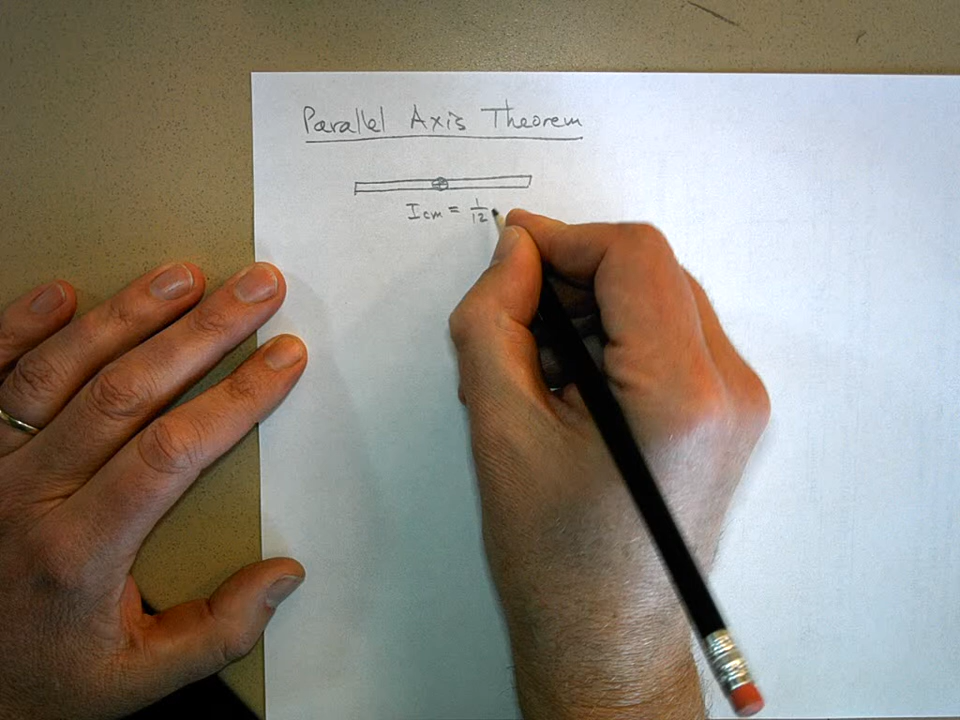 Parallel Axis Theorem
Icm = 1/12